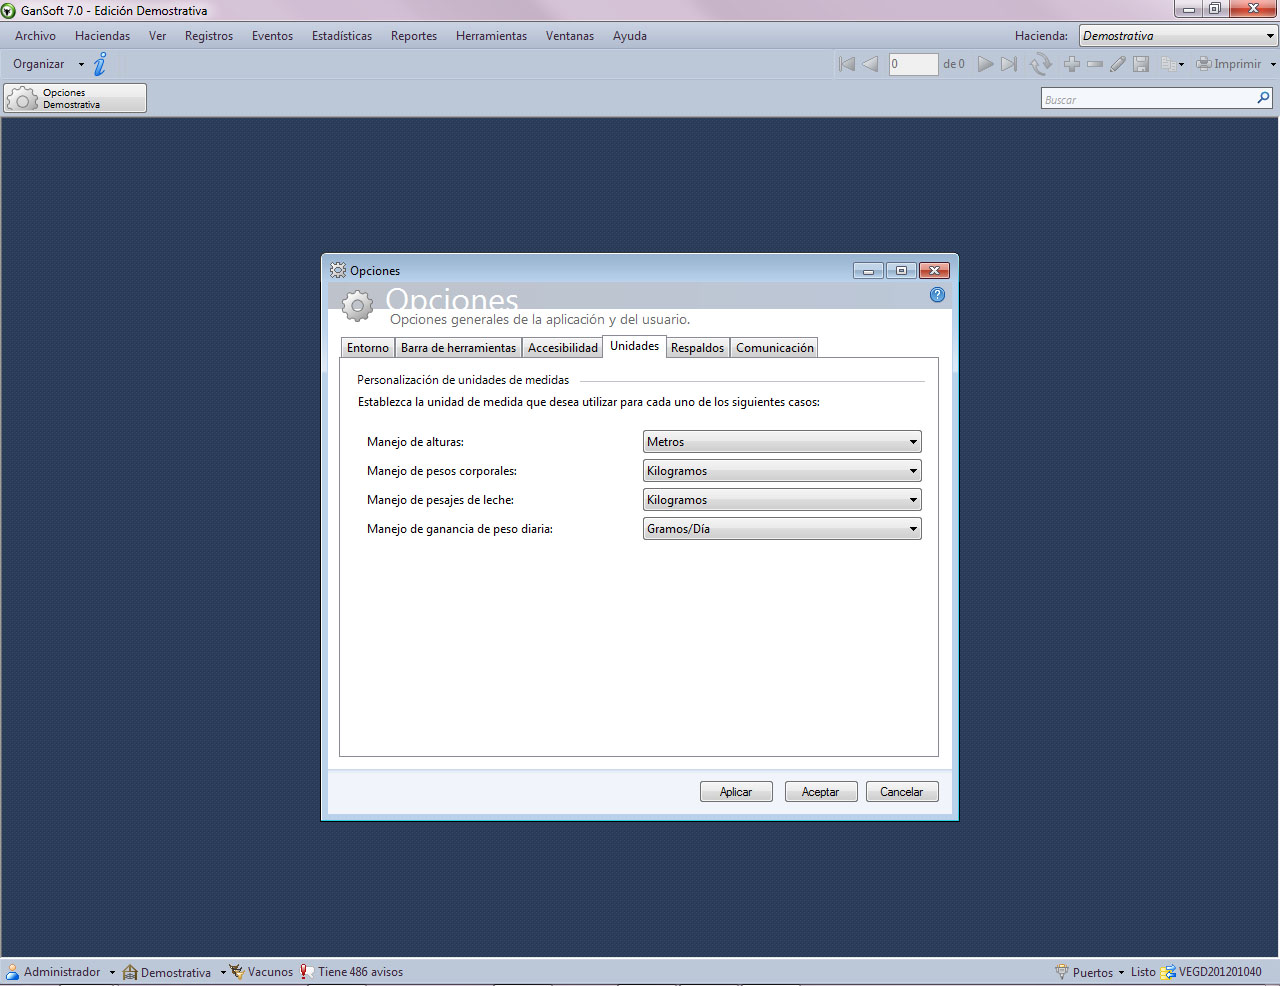 GanSoft 7.0 - Edición Demostrativa
Archivo Haciendas Ver Registros Eventos Estadísticas Reportes Herramientas Ventanas Ayuda Hacienda: Demostrativa
Organizar 0 de 0 Imprimir
Opciones
Demostrativa
Buscar
Opciones
Opciones
Opciones generales de la aplicación y del usuario.
Entorno Barra de herramientas Accesibilidad Unidades Respaldos Comunicación
Personalización de unidades de medidas
Establezca la unidad de medida que desea utilizar para cada uno de los siguientes casos:
Manejo de alturas: Metros
Manejo de pesos corporales: Kilogramos
Manejo de pesajes de leche: Kilogramos
Manejo de ganancia de peso diaria: Gramos/Día
Aplicar Aceptar Cancelar
Administrador Demostrativa Vacunos Tiene 486 avisos Puertos Listo VEGD201201040